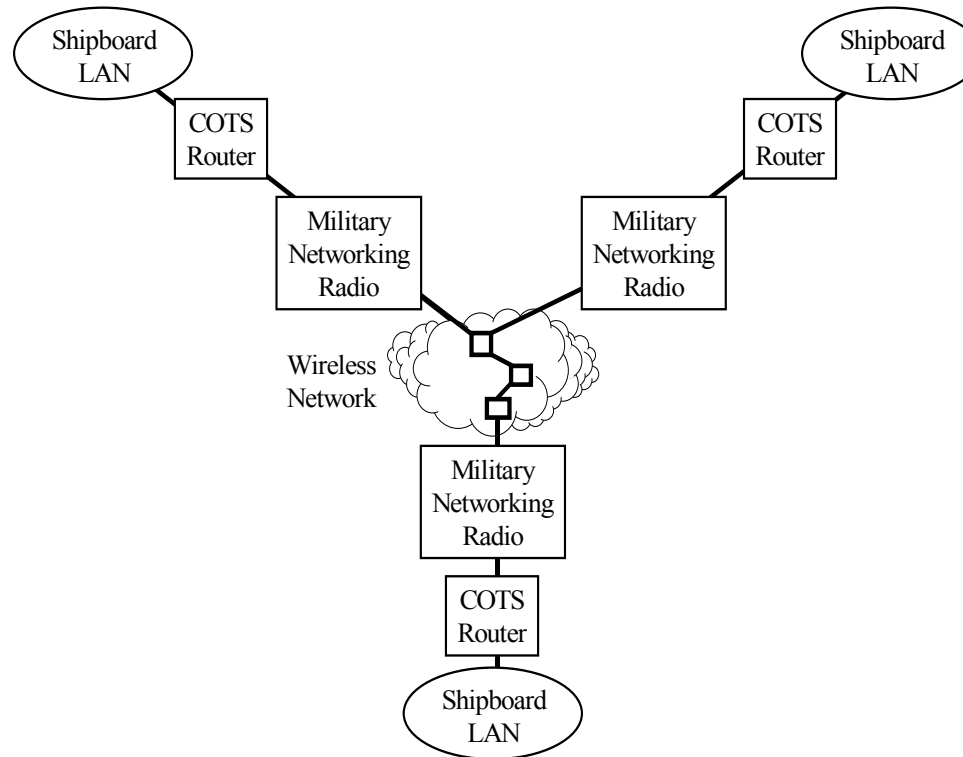 Shipboard
LAN
Shipboard
LAN
COTS
Router
COTS
Router
Military
Networking
Radio
Military
Networking
Radio
Wireless
Network
Military
Networking
Radio
COTS
Router
Shipboard
LAN